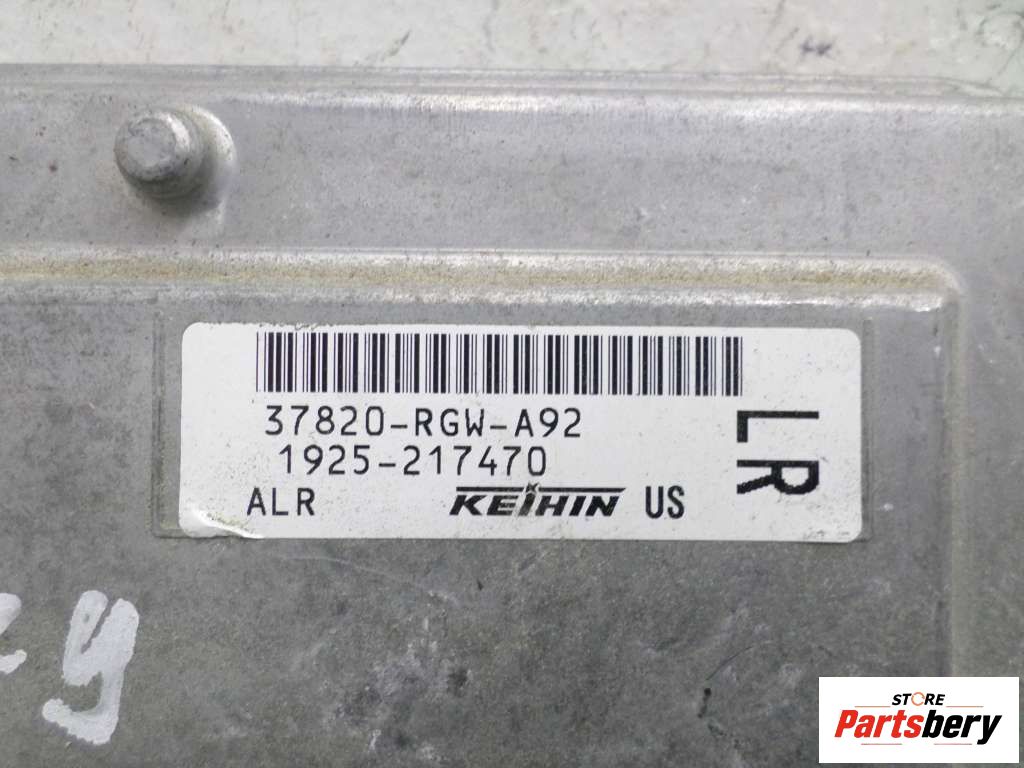 37820-RGW-A92
1925-217470
ALR
KEIHIN US
LR
STORE
Partsbery